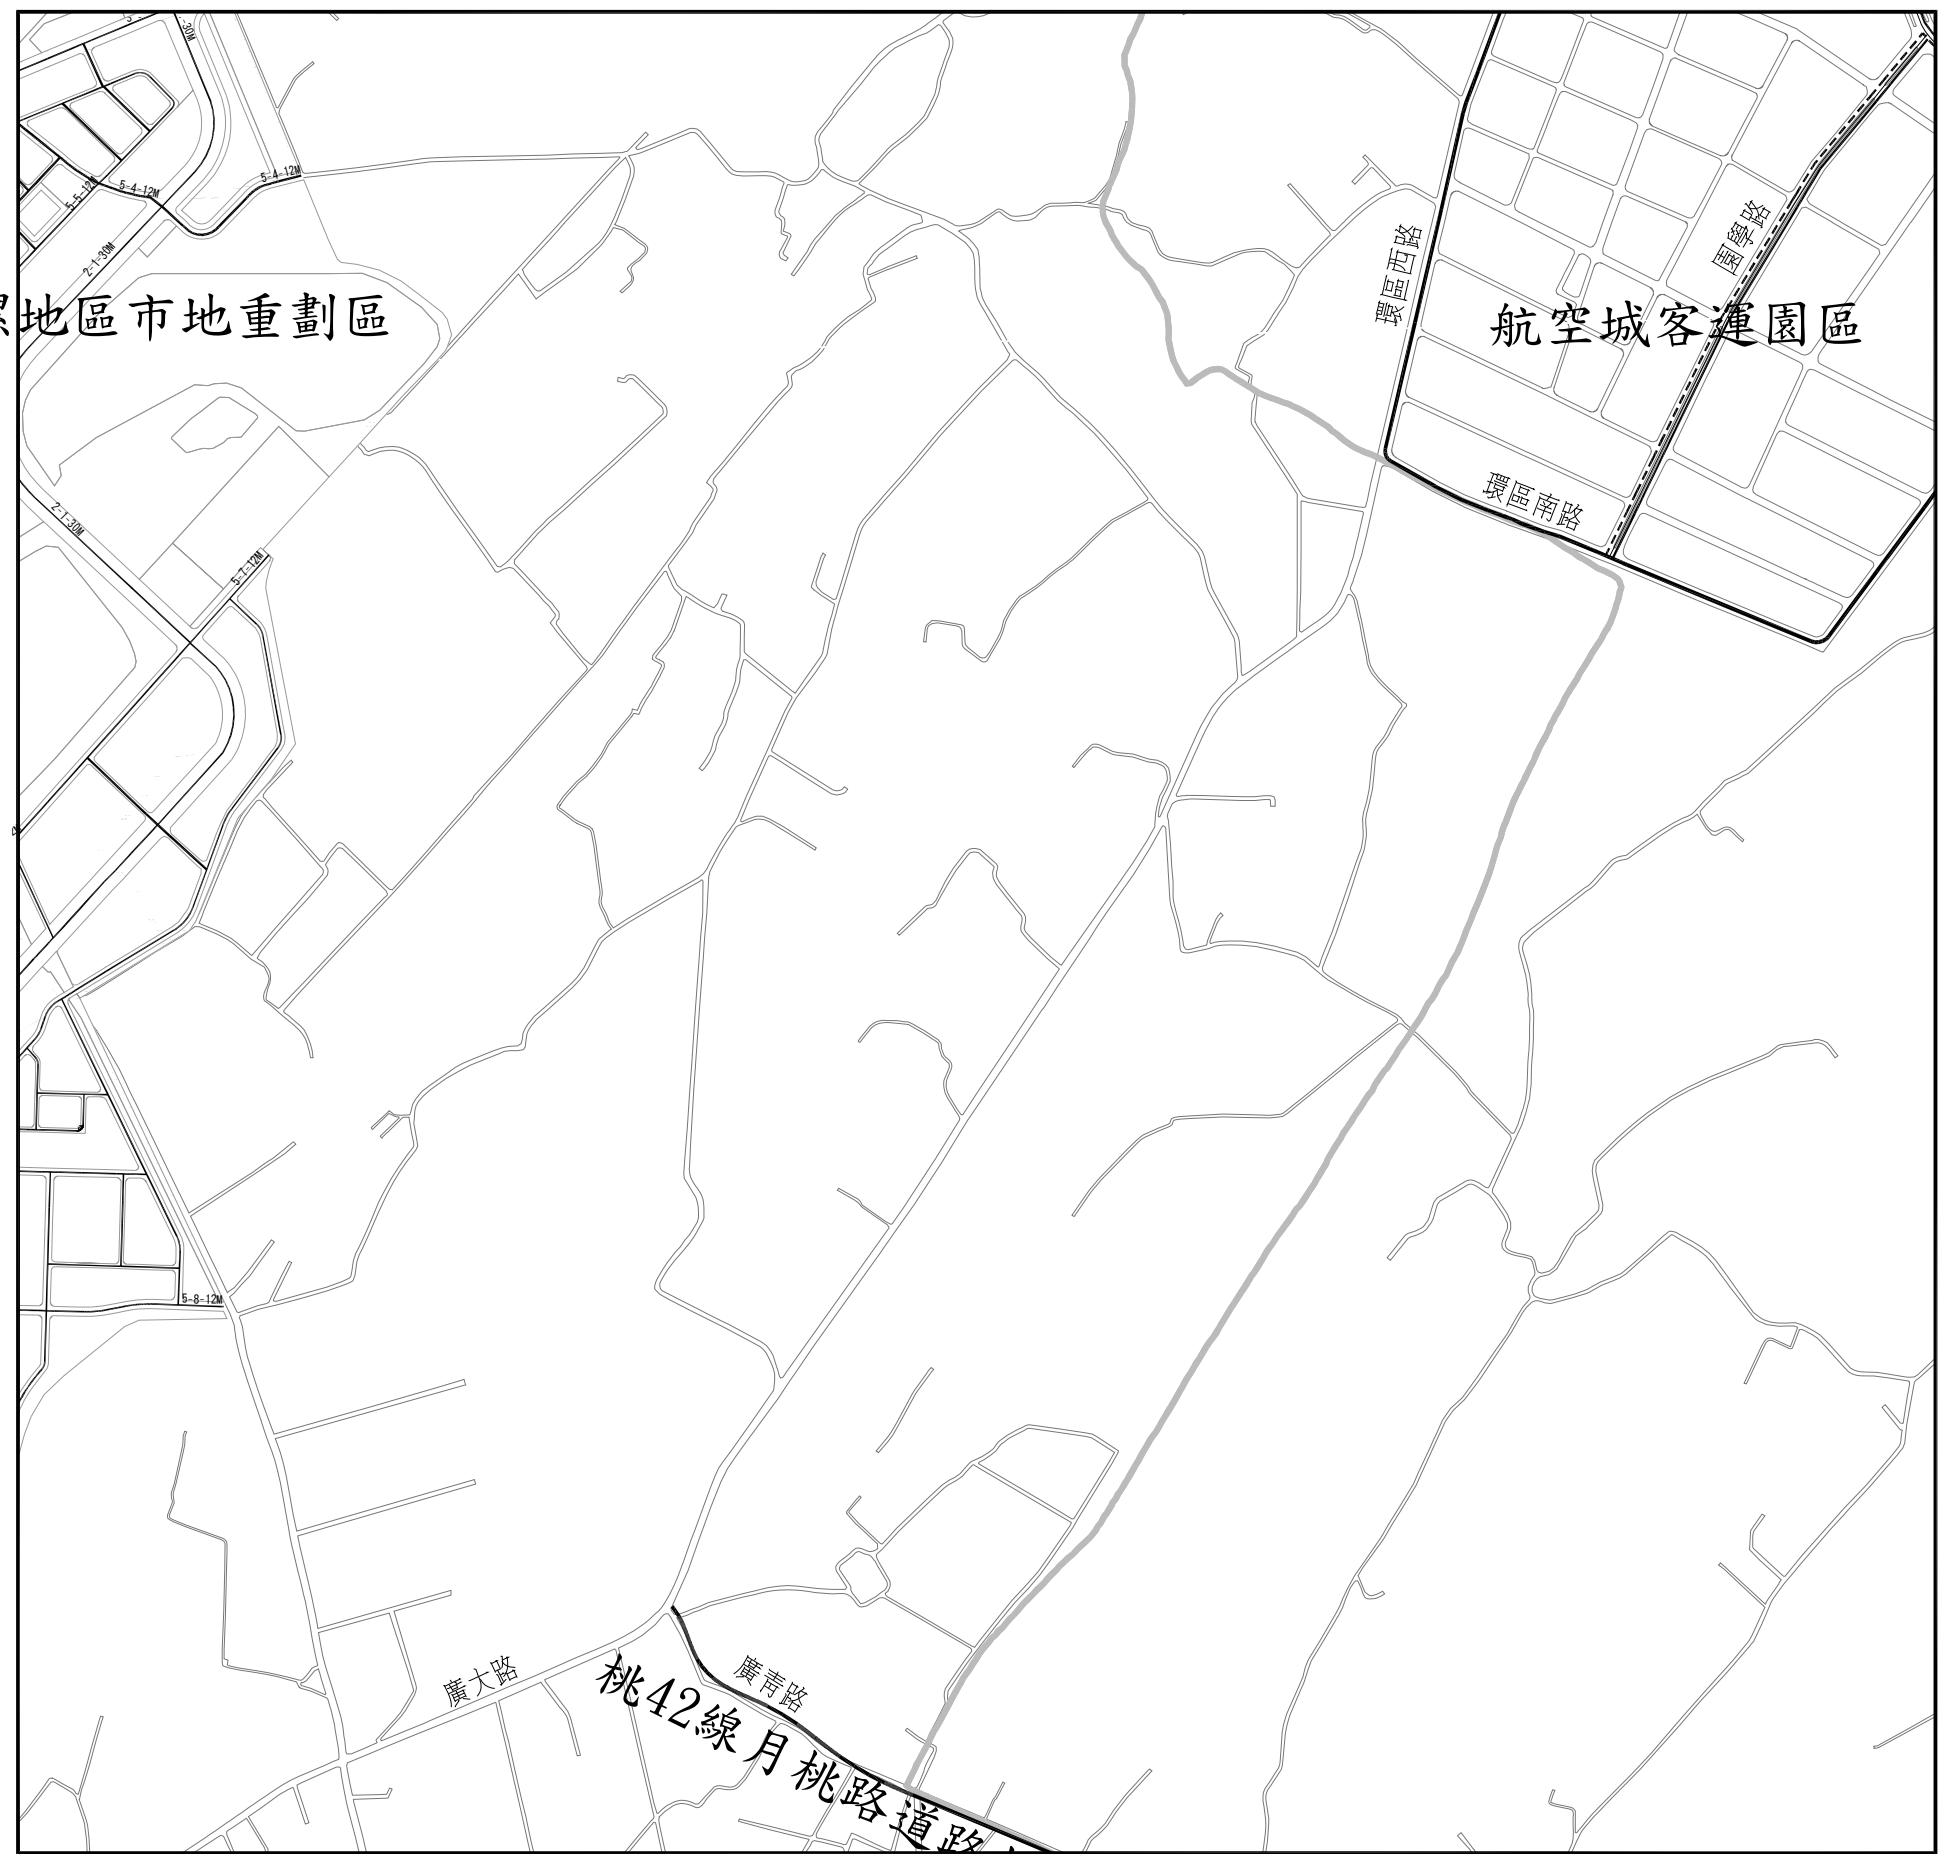 -30M
5-5-12M
5-4-12M
5-4-12M
2-1-30M
地區市地重劃區
環區西路
園學路
航空城客運園區
環區南路
2-1-30M
5-7-12M
5-8-12M
廣大路
廣青路
桃42線月桃路道路